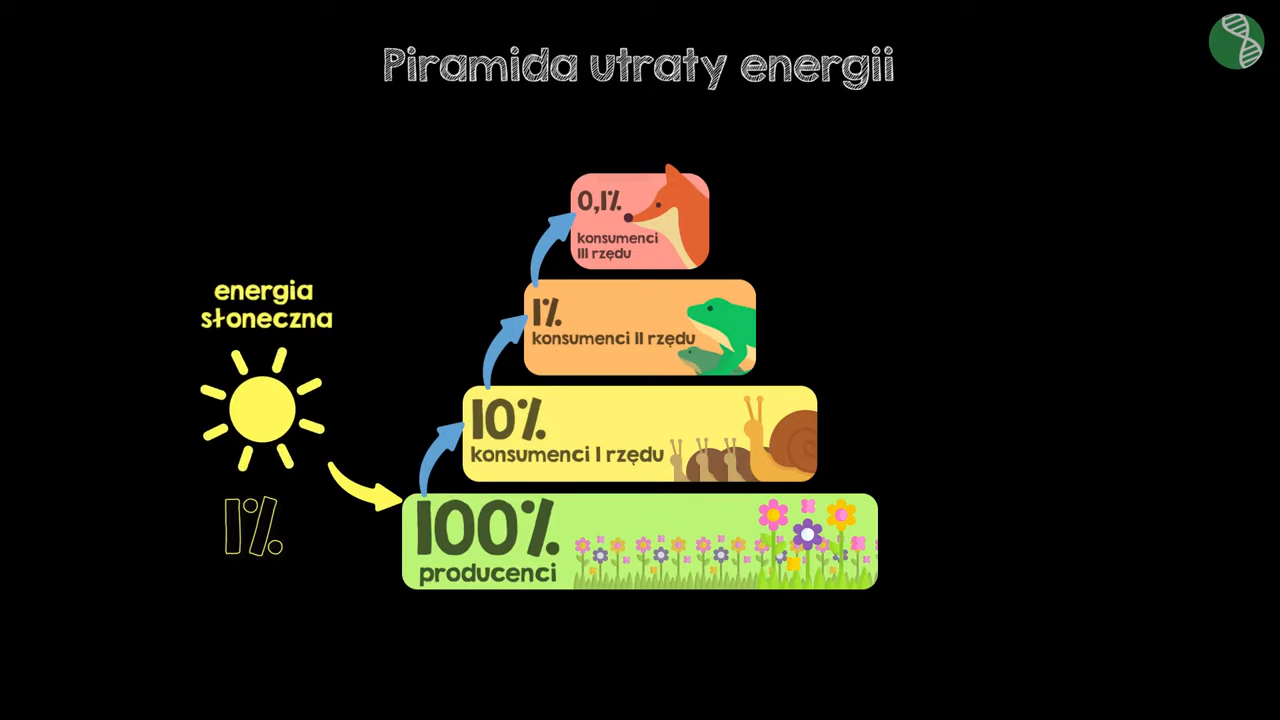 Piramida utraty energii
0,1%
konsumenci
III rzędu
1%
konsumenci II rzędu
10%
konsumenci I rzędu
100%
producenci
energia
słoneczna
1%